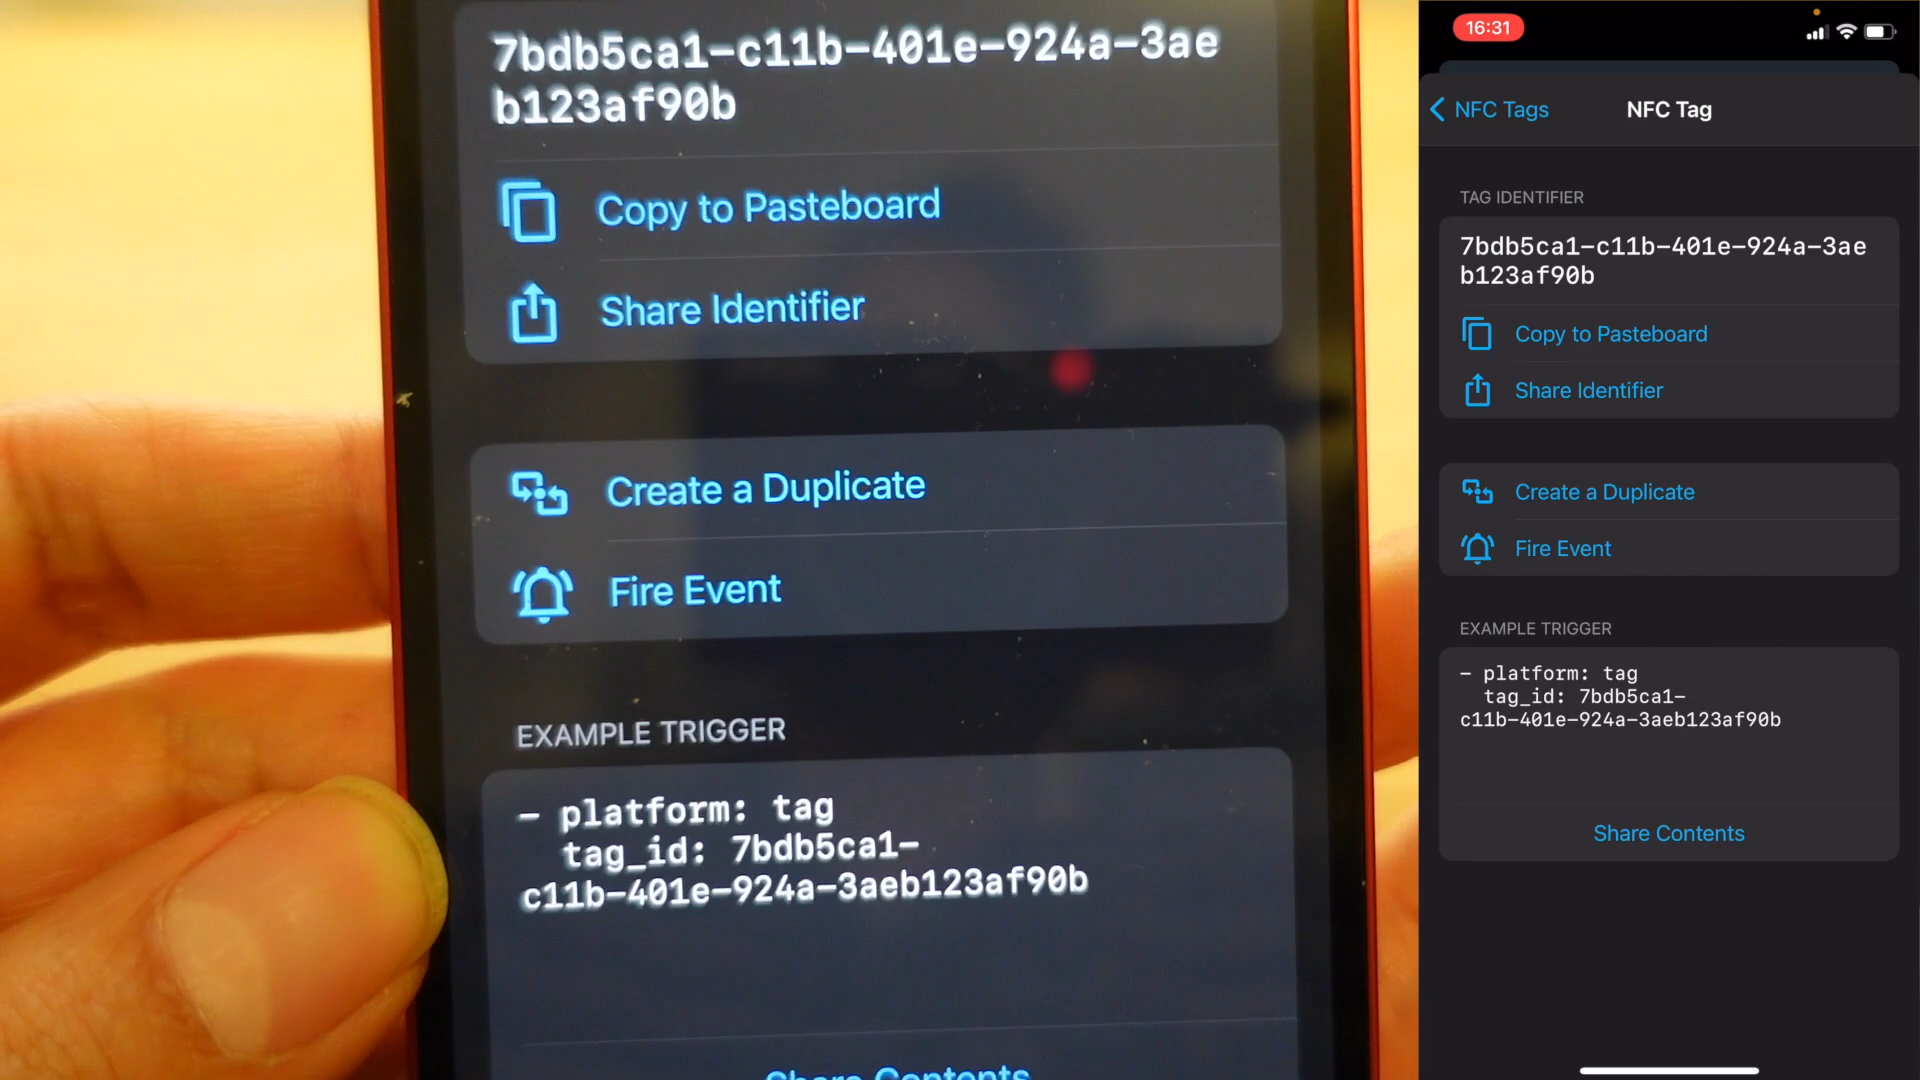 7bdb5ca1-c11b-401e-924a-3ae
b123af90b
Copy to Pasteboard
Share Identifier
Create a Duplicate
Fire Event
EXAMPLE TRIGGER
- platform: tag
tag_id: 7bdb5ca1-
c11b-401e-924a-3aeb123af90b
Share Contents
16:31
NFC Tags
NFC Tag
TAG IDENTIFIER
7bdb5ca1-c11b-401e-924a-3ae
b123af90b
Copy to Pasteboard
Share Identifier
Create a Duplicate
Fire Event
EXAMPLE TRIGGER
- platform: tag
tag_id: 7bdb5ca1-
c11b-401e-924a-3aeb123af90b
Share Contents